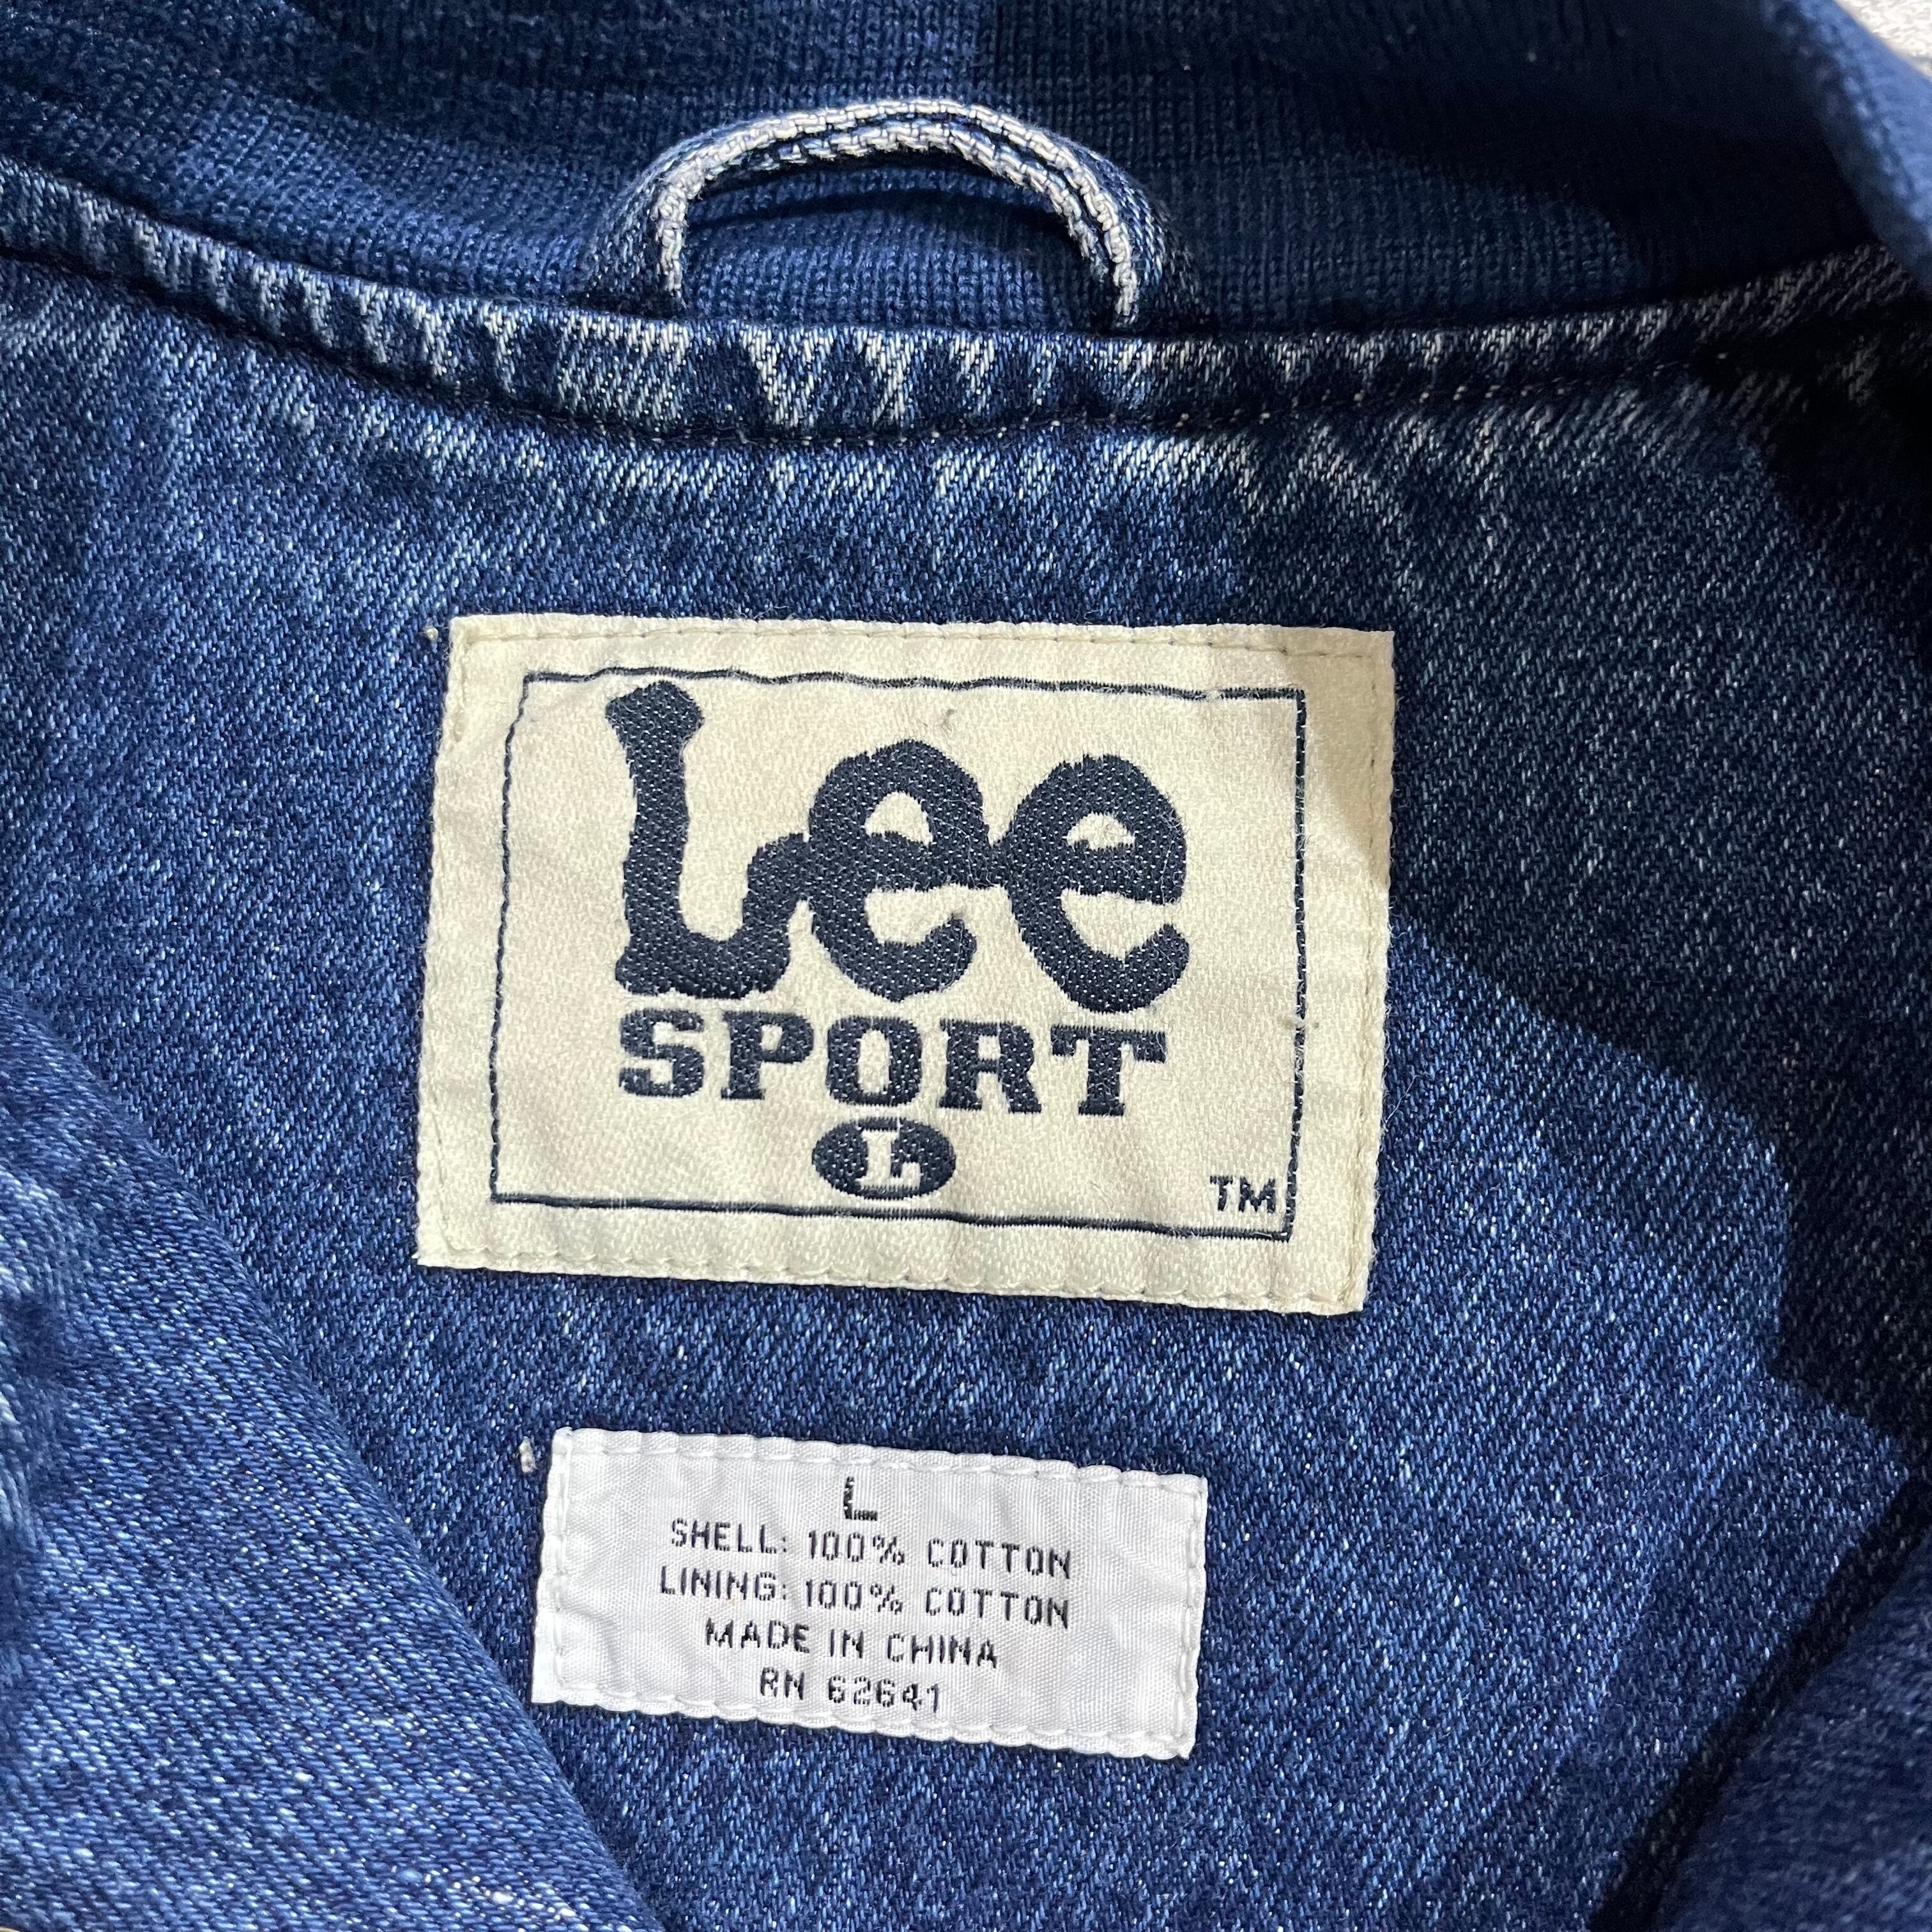 Lee
SPORT
L
TM
L
SHELL: 100% COTTON
LINING: 100% COTTON
MADE IN CHINA
RN 62641